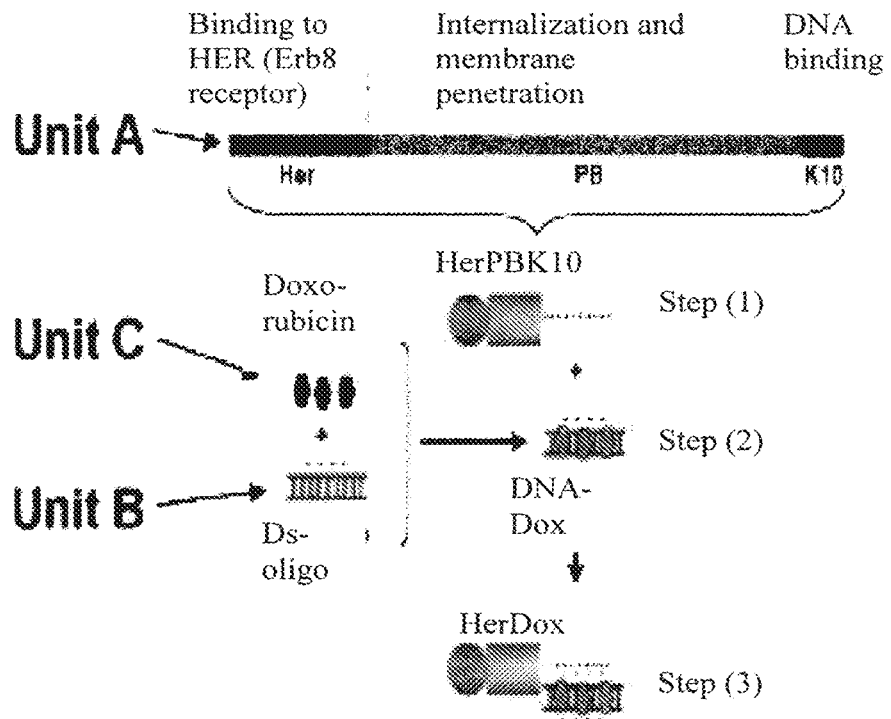 Binding to
HER (Erb8
receptor)
Internalization and
membrane
penetration
DNA
binding
Unit A
Her
PB
K10
HerPBK10
Step (1)
Doxo-
rubicin
Unit C
+
+
Step (2)
Unit B
DNA-
Dox
Ds-
oligo
HerDox
Step (3)